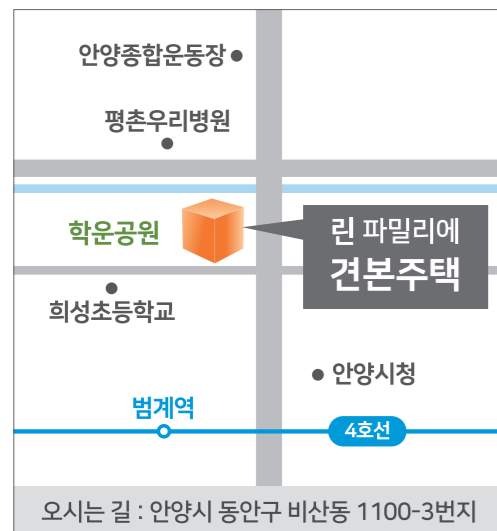 안양종합운동장
평촌우리병원
학운공원
린 파밀리에
견본주택
희성초등학교
안양시청
범계역
4호선
오시는 길 : 안양시 동안구 비산동 1100-3번지